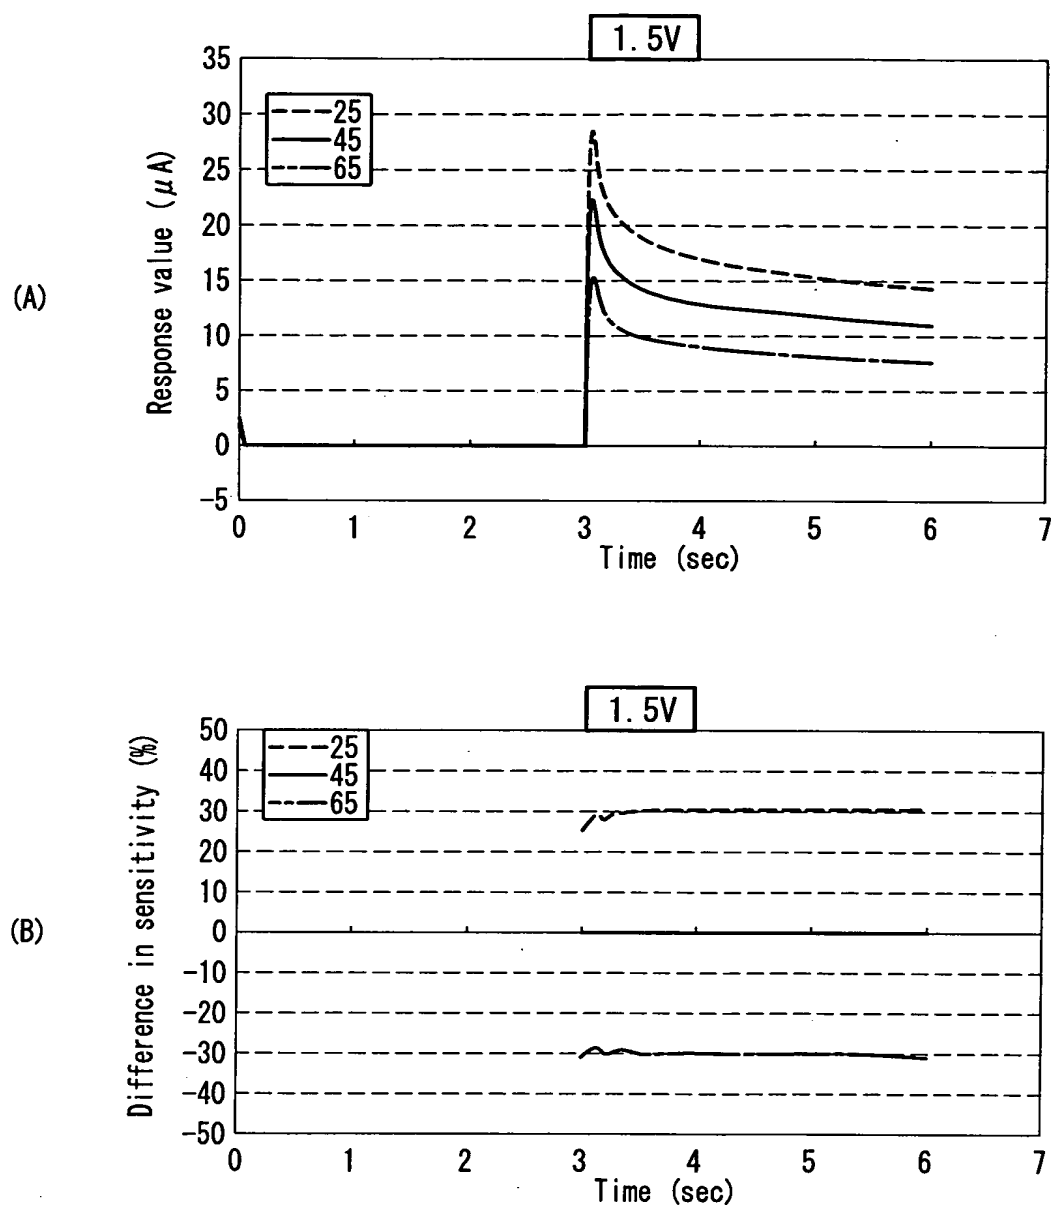 (A)
1.5V
Response value (μA)
35
30
25
20
15
10
5
0
-5
25
45
65
0 1 2 3 4 5 6 7
Time (sec)
(B)
1.5V
Difference in sensitivity (%)
50
40
30
20
10
0
-10
-20
-30
-40
-50
25
45
65
0 1 2 3 4 5 6 7
Time (sec)